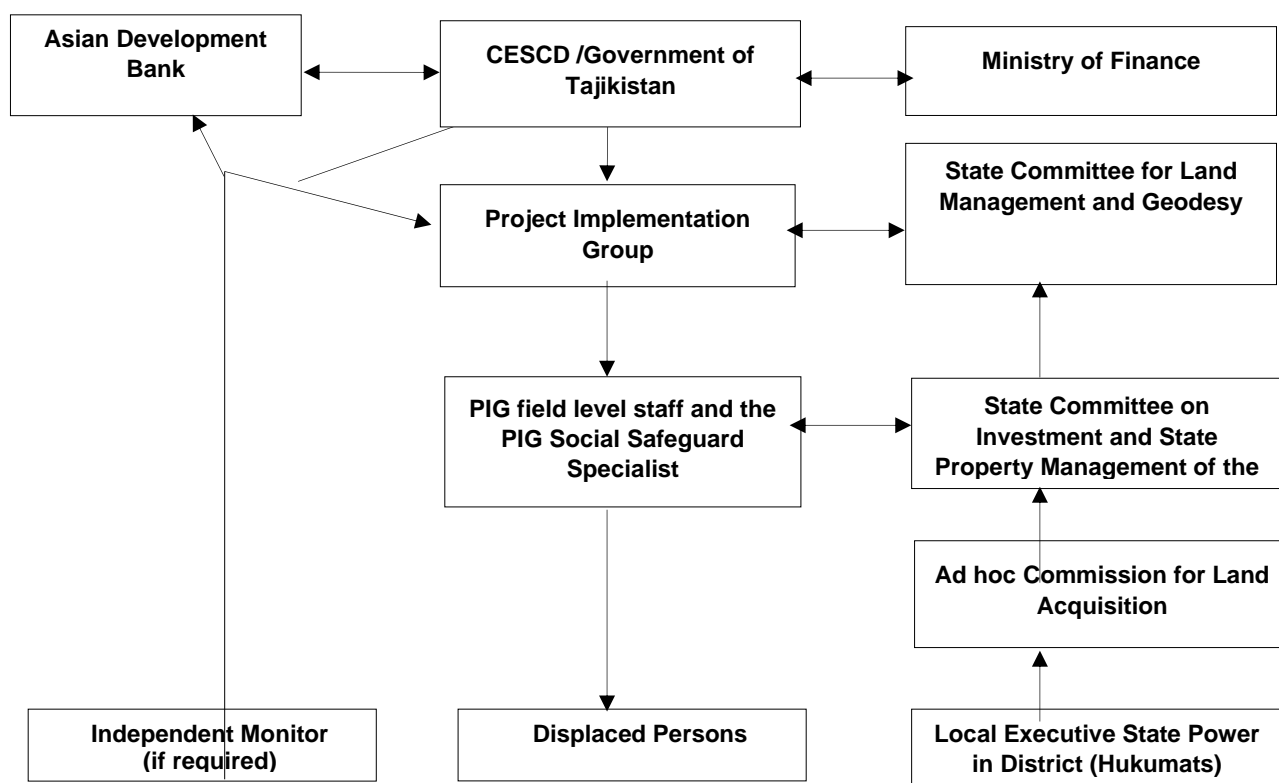 Asian Development
Bank
CESCD /Government of
Tajikistan
Ministry of Finance
State Committee for Land
Management and Geodesy
Project Implementation
Group
PIG field level staff and the
PIG Social Safeguard
Specialist
State Committee on
Investment and State
Property Management of the
Ad hoc Commission for Land
Acquisition
Independent Monitor
(if required)
Displaced Persons
Local Executive State Power
in District (Hukumats)